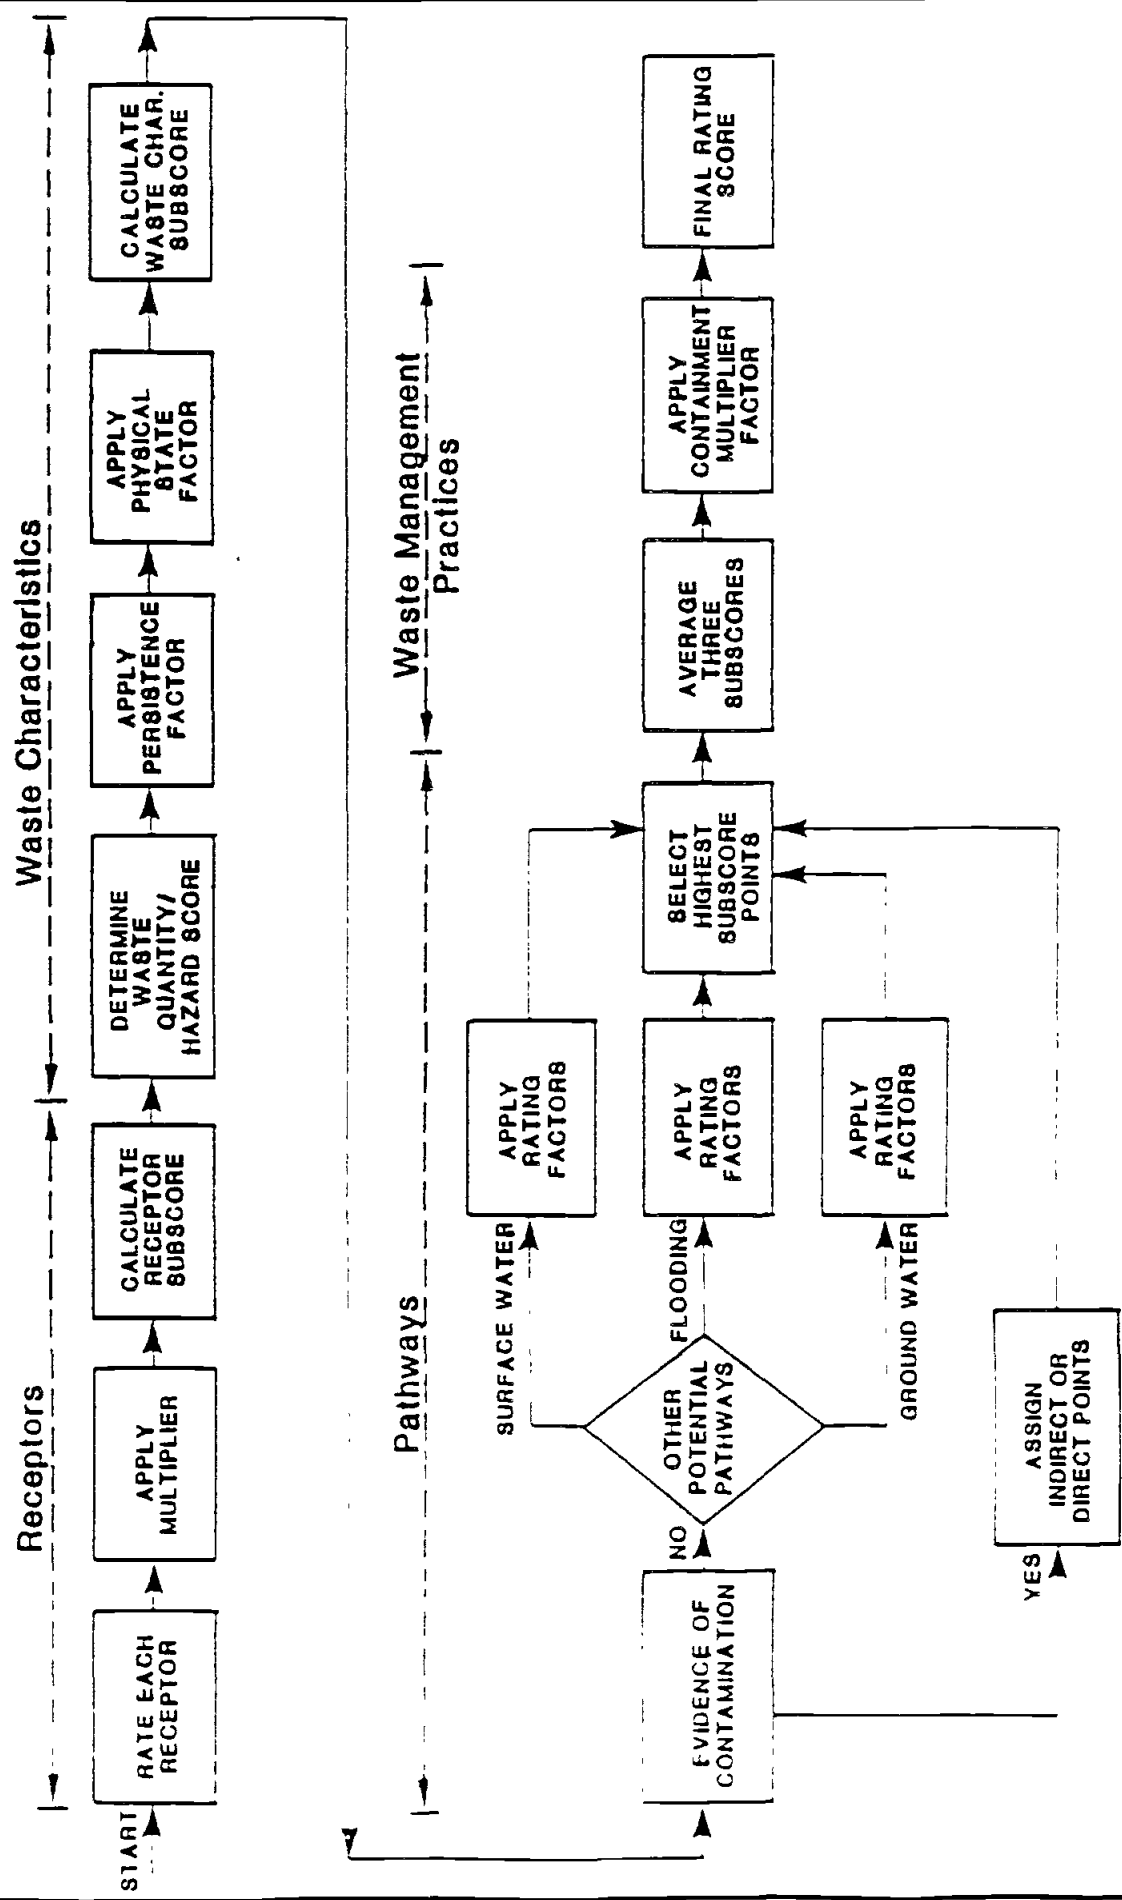 Receptors
Waste Characteristics
START
RATE EACH
RECEPTOR
APPLY
MULTIPLIER
CALCULATE
RECEPTOR
SUBSCORE
DETERMINE
WASTE
QUANTITY/
HAZARD SCORE
APPLY
PERSISTENCE
FACTOR
APPLY
PHYSICAL
STATE
FACTOR
CALCULATE
WASTE CHAR.
SUBSCORE
Pathways
Waste Management
Practices
EVIDENCE OF
CONTAMINATION
NO
YES
OTHER
POTENTIAL
PATHWAYS
SURFACE WATER
FLOODING
GROUND WATER
ASSIGN
INDIRECT OR
DIRECT POINTS
APPLY
RATING
FACTORS
APPLY
RATING
FACTORS
APPLY
RATING
FACTORS
SELECT
HIGHEST
SUBSCORE
POINTS
AVERAGE
THREE
SUBSCORES
APPLY
CONTAINMENT
MULTIPLIER
FACTOR
FINAL RATING
SCORE